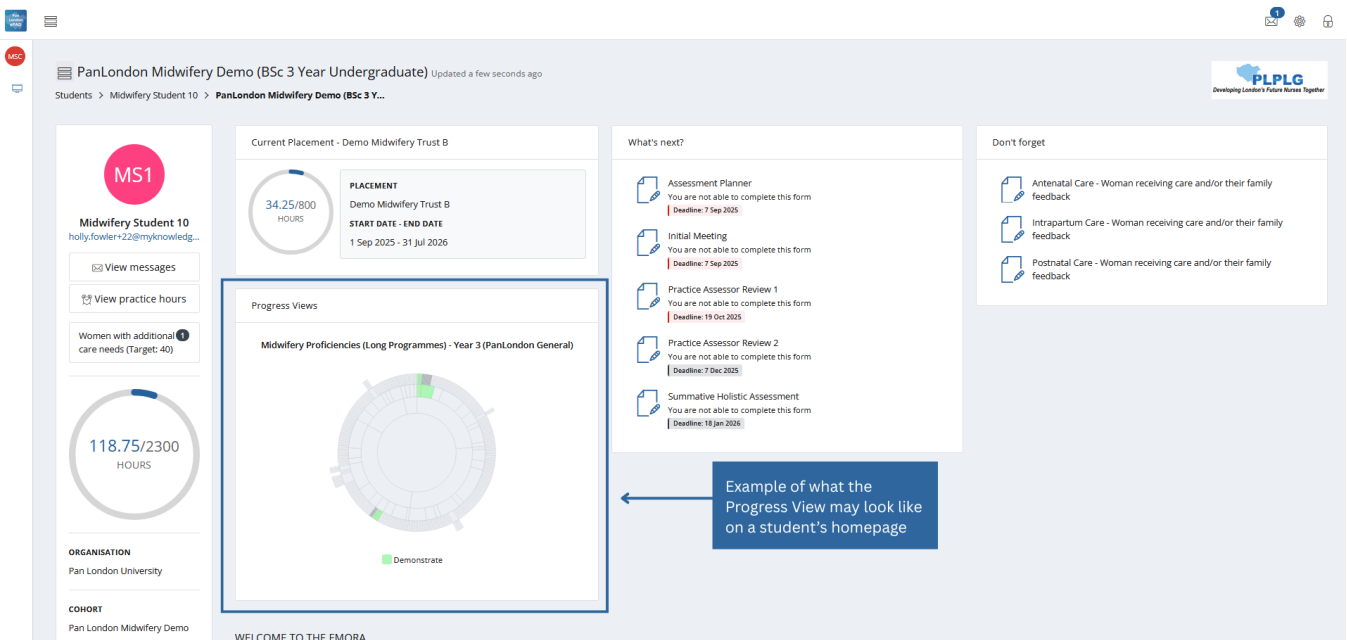 Pan
London
ePAD
1
MSC
PanLondon Midwifery Demo (BSc 3 Year Undergraduate) Updated a few seconds ago
Students > Midwifery Student 10 > PanLondon Midwifery Demo (BSc 3 Y...
PLPLG
Developing London's Future Nurses Together
MS1
Midwifery Student 10
holly.fowler+22@myknowledg...
View messages
View practice hours
Women with additional 1
care needs (Target: 40)
118.75/2300
HOURS
ORGANISATION
Pan London University
COHORT
Pan London Midwifery Demo
Current Placement - Demo Midwifery Trust B
34.25/800
HOURS
PLACEMENT
Demo Midwifery Trust B
START DATE - END DATE
1 Sep 2025 - 31 Jul 2026
Progress Views
Midwifery Proficiencies (Long Programmes) - Year 3 (PanLondon General)
Demonstrate
WELCOME TO THE EMORA
What's next?
Assessment Planner
You are not able to complete this form
Deadline: 7 Sep 2025
Initial Meeting
You are not able to complete this form
Deadline: 7 Sep 2025
Practice Assessor Review 1
You are not able to complete this form
Deadline: 19 Oct 2025
Practice Assessor Review 2
You are not able to complete this form
Deadline: 7 Dec 2025
Summative Holistic Assessment
You are not able to complete this form
Deadline: 18 Jan 2026
Example of what the
Progress View may look like
on a student's homepage
Don't forget
Antenatal Care - Woman receiving care and/or their family
feedback
Intrapartum Care - Woman receiving care and/or their family
feedback
Postnatal Care - Woman receiving care and/or their family
feedback